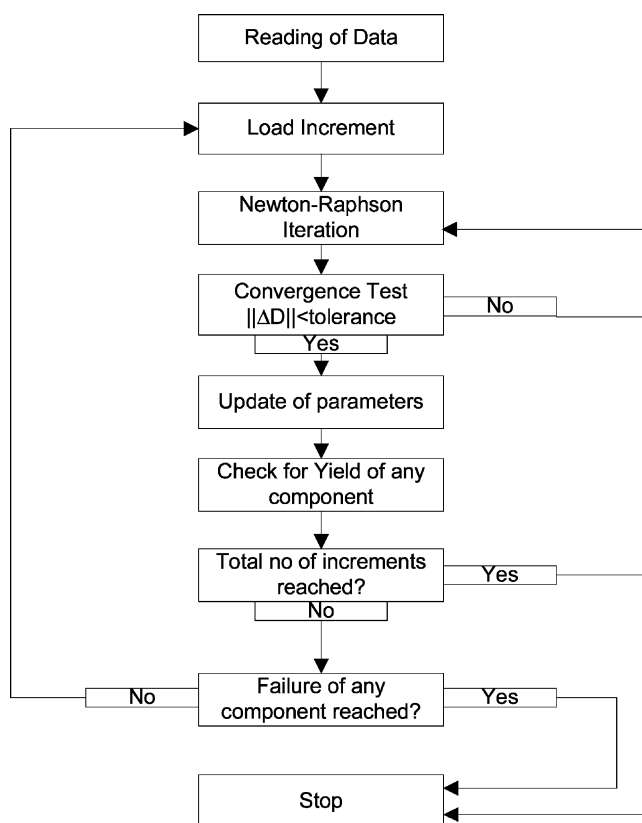 Reading of Data
Load Increment
Newton-Raphson
Iteration
Convergence Test
||ΔD||<tolerance
No
Yes
Update of parameters
Check for Yield of any
component
Total no of increments
reached?
Yes
No
No
Failure of any
component reached?
Yes
Stop